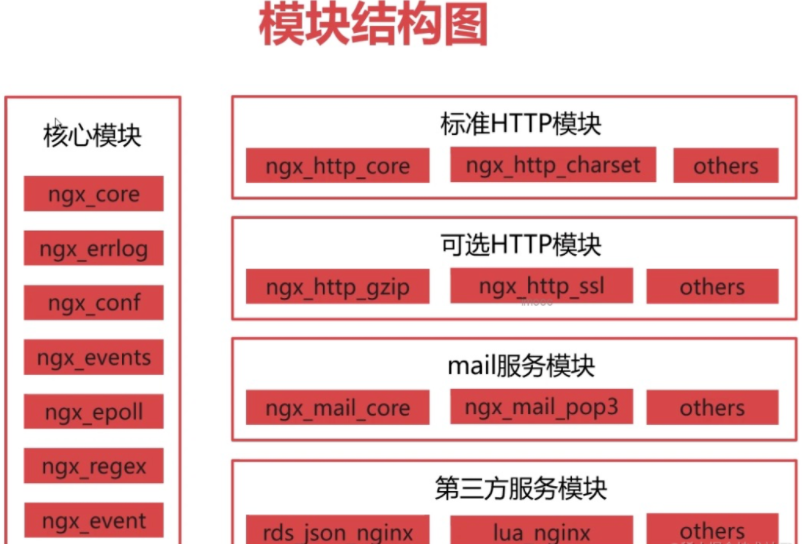 模块结构图
核心模块
ngx_core
ngx_errlog
ngx_conf
ngx_events
ngx_epoll
ngx_regex
ngx_event
标准HTTP模块
ngx_http_core ngx_http_charset others
可选HTTP模块
ngx_http_gzip ngx_http_ssl others
mail服务模块
ngx_mail_core ngx_mail_pop3 others
第三方服务模块
rds_json_nginx lua_nginx others